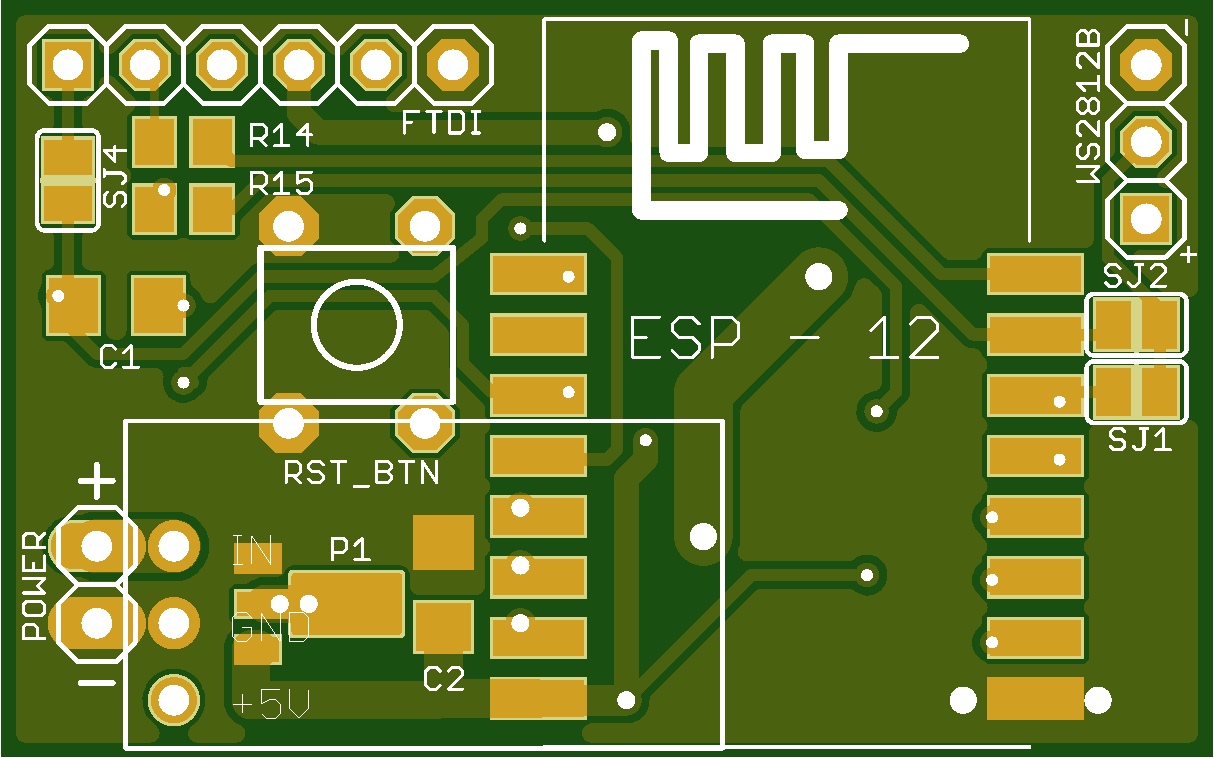 FTDI
WS2812B
-
+
R14
R15
SJ4
C1
SJ2
SJ1
ESP - 12
RST_BTN
+
POWER
-
IN
P1
GND
C2
+5V